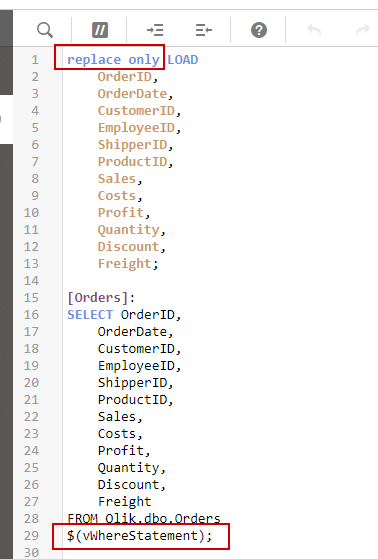 1 replace only LOAD
2 OrderID,
3 OrderDate,
4 CustomerID,
5 EmployeeID,
6 ShipperID,
7 ProductID,
8 Sales,
9 Costs,
10 Profit,
11 Quantity,
12 Discount,
13 Freight;
14
15 [Orders]:
16 SELECT OrderID,
17 OrderDate,
18 CustomerID,
19 EmployeeID,
20 ShipperID,
21 ProductID,
22 Sales,
23 Costs,
24 Profit,
25 Quantity,
26 Discount,
27 Freight
28 FROM Qlik.dbo.Orders
29 $(vWhereStatement);
30